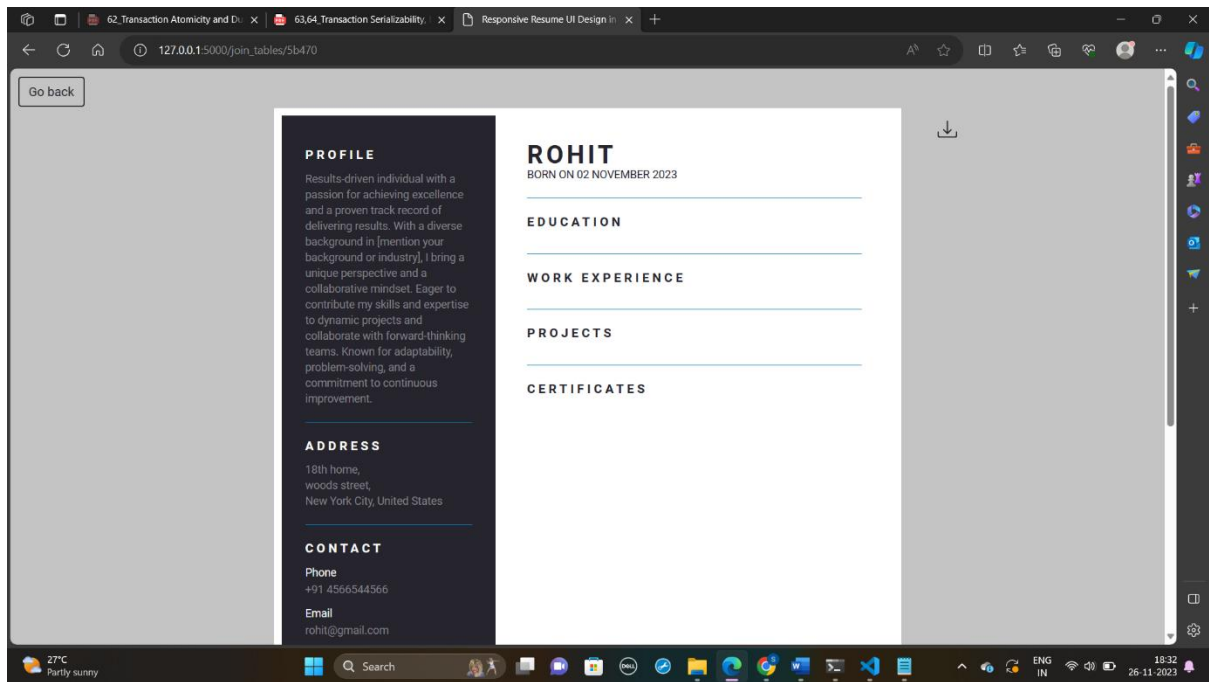 62_Transaction Atomicity and Du
63,64_Transaction Serializability,
Responsive Resume UI Design in
127.0.0.1:5000/join_tables/5b470
Go back
PROFILE
Results-driven individual with a
passion for achieving excellence
and a proven track record of
delivering results. With a diverse
background in [mention your
background or industry], I bring a
unique perspective and a
collaborative mindset. Eager to
contribute my skills and expertise
to dynamic projects and
collaborate with forward-thinking
teams. Known for adaptability,
problem-solving, and a
commitment to continuous
improvement.
ADDRESS
18th home,
woods street,
New York City, United States
CONTACT
Phone
+91 4566544566
Email
rohit@gmail.com
ROHIT
BORN ON 02 NOVEMBER 2023
EDUCATION
WORK EXPERIENCE
PROJECTS
CERTIFICATES
27°C
Partly sunny
Search
DELL
ENG
IN
18:32
26-11-2023